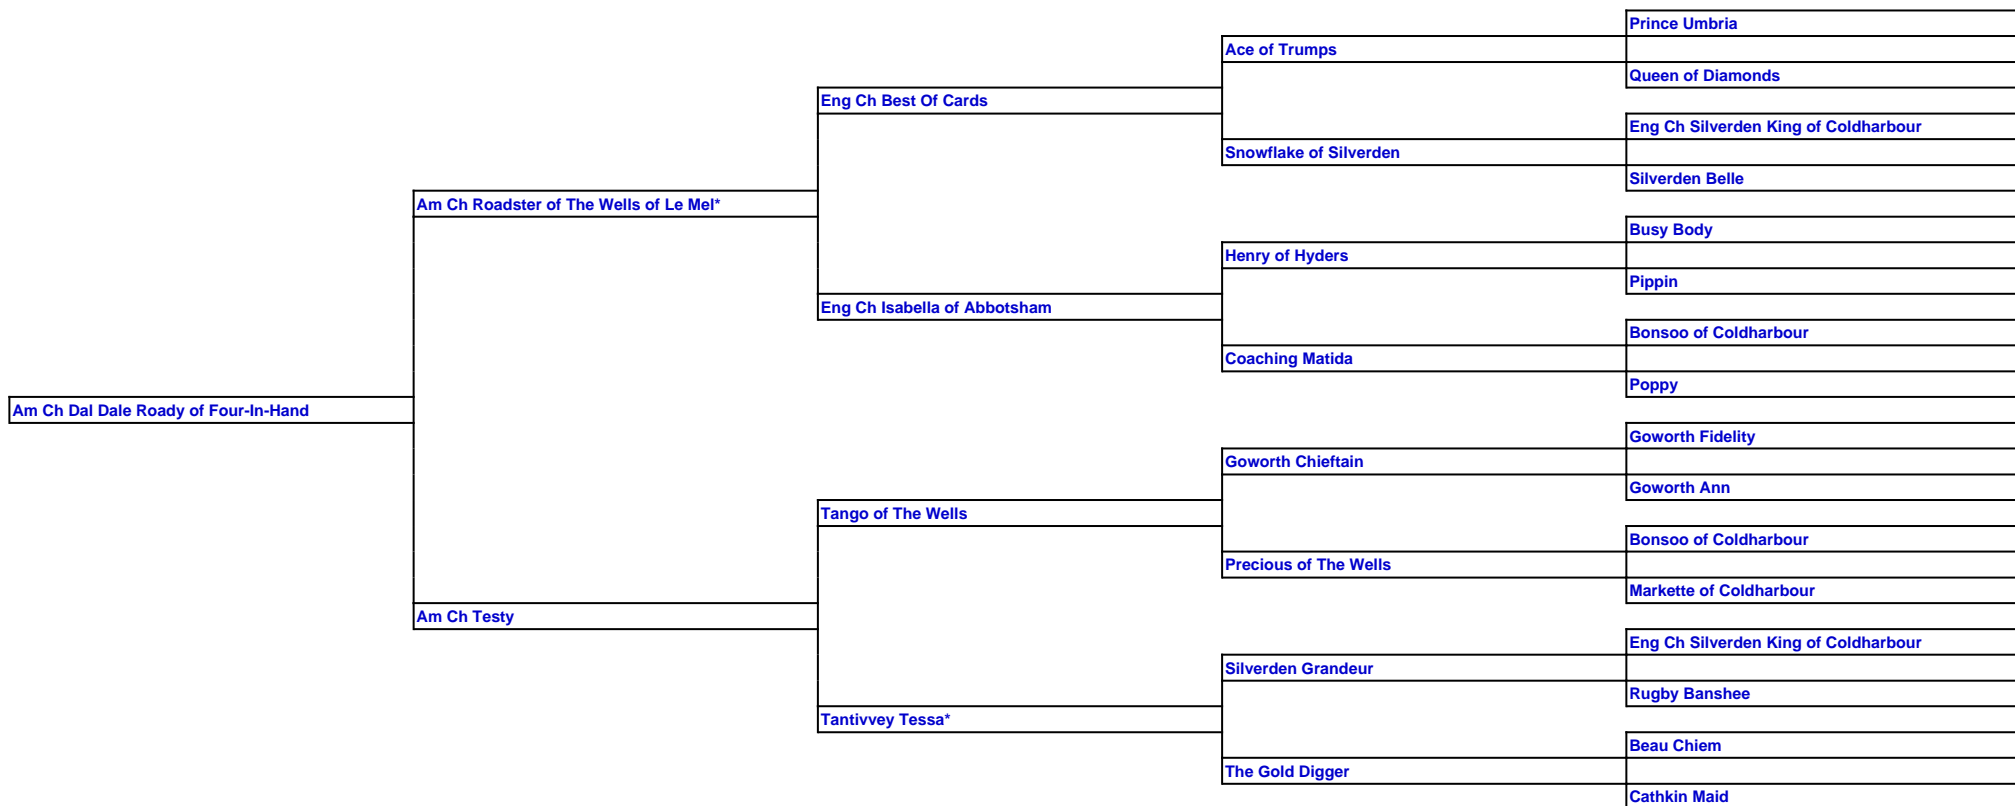 Prince Umbria
Ace of Trumps
Queen of Diamonds
Eng Ch Best Of Cards
Eng Ch Silverden King of Coldharbour
Snowflake of Silverden
Silverden Belle
Am Ch Roadster of The Wells of Le Mel*
Busy Body
Henry of Hyders
Pippin
Eng Ch Isabella of Abbotsham
Bonsoo of Coldharbour
Coaching Matida
Poppy
Am Ch Dal Dale Roady of Four-In-Hand
Goworth Fidelity
Goworth Chieftain
Goworth Ann
Tango of The Wells
Bonsoo of Coldharbour
Precious of The Wells
Markette of Coldharbour
Am Ch Testy
Eng Ch Silverden King of Coldharbour
Silverden Grandeur
Rugby Banshee
Tantivvey Tessa*
Beau Chiem
The Gold Digger
Cathkin Maid